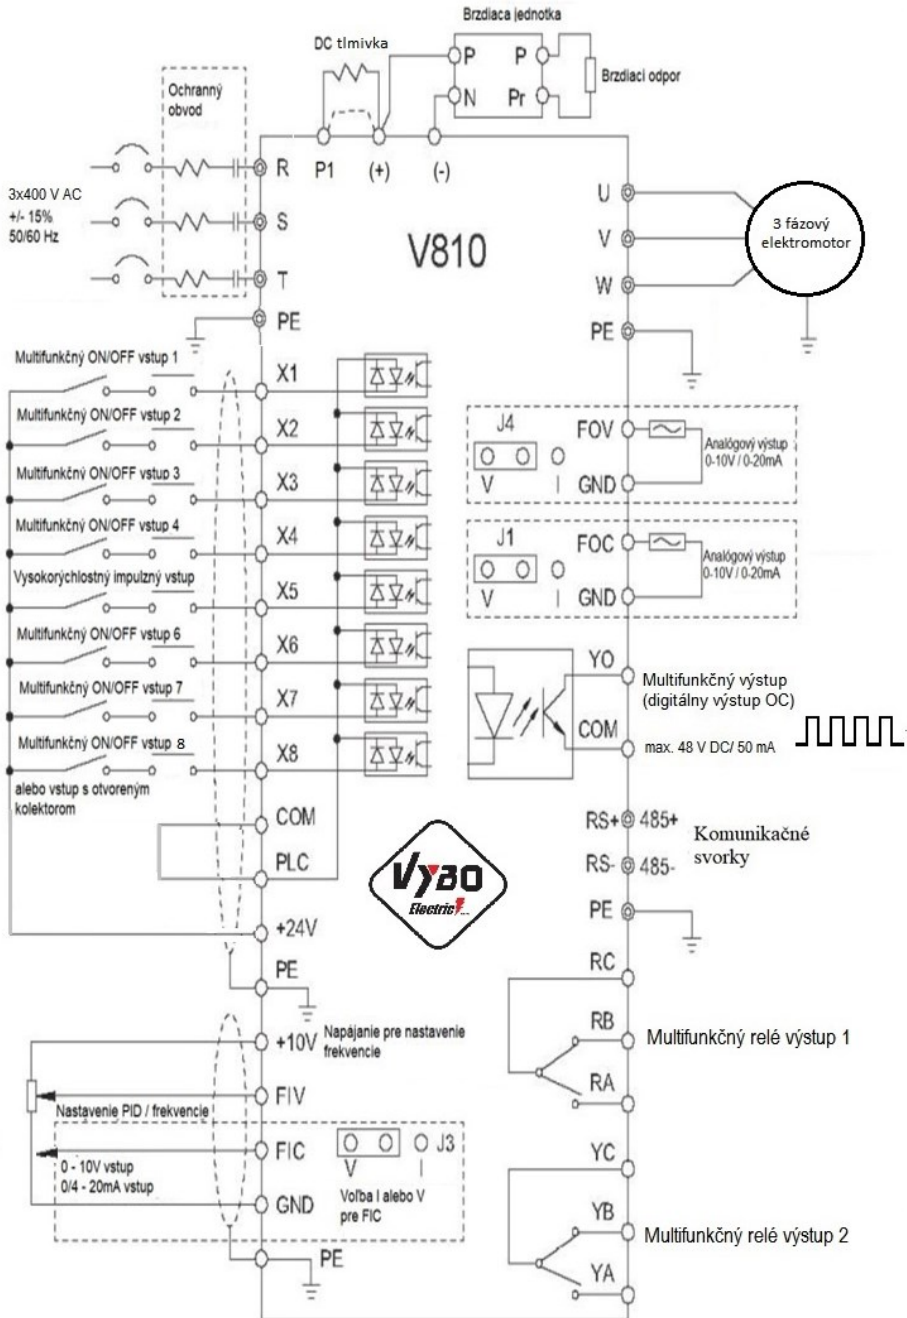 Brzdiaca jednotka
DC tlmivka
P
P
Brzdiaci odpor
N
Pr
Ochranný
obvod
R
P1
(+)
(-)
3x400 V AC
+/- 15%
50/60 Hz
S
T
PE
V810
U
V
W
PE
3 fázový
elektromotor
Multifunkčný ON/OFF vstup 1
X1
Multifunkčný ON/OFF vstup 2
X2
Multifunkčný ON/OFF vstup 3
X3
Multifunkčný ON/OFF vstup 4
X4
Vysokorýchlostný impulzný vstup
X5
Multifunkčný ON/OFF vstup 6
X6
Multifunkčný ON/OFF vstup 7
X7
Multifunkčný ON/OFF vstup 8
X8
alebo vstup s otvoreným
kolektorom
COM
PLC
+24V
PE
J4
FOV
V
I
GND
Analógový výstup
0-10V / 0-20mA
J1
FOC
V
I
GND
Analógový výstup
0-10V / 0-20mA
YO
COM
Multifunkčný výstup
(digitálny výstup OC)
max. 48 V DC/ 50 mA
RS+
485+
RS-
485-
Komunikačné
svorky
PE
VYBO
Electric
RC
RB
RA
Multifunkčný relé výstup 1
YC
YB
YA
Multifunkčný relé výstup 2
+10V
Napájanie pre nastavenie
frekvencie
FIV
Nastavenie PID / frekvencie
FIC
0 - 10V vstup
0/4 - 20mA vstup
J3
V
I
Voľba I alebo V
pre FIC
GND
PE